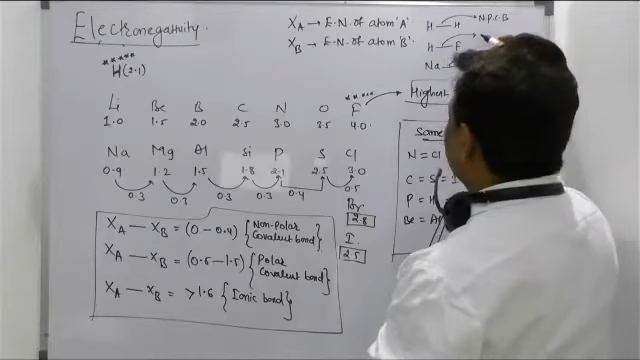 Electronegativity.
XA → E.N of atom 'A'.
XB → E.N. of atom 'B'.
H — H → N.P.C.B
H — F
Na
*****
H (2.1)
Li Be B C N O F → Highest
*****
1.0 1.5 2.0 2.5 3.0 3.5 4.0.
Na Mg Al Si P S Cl
0.9 1.2 1.5 1.8 2.1 2.5 3.0
0.3 0.3 0.3 0.3 0.4 0.5
Br
2.8
I.
2.5
Same
N = Cl
C = S = I
P = H
Be = Al
XA — XB = (0 - 0.4) {Non-Polar Covalent bond}
XA — XB = (0.5 - 1.5) {Polar Covalent bond}
XA — XB = > 1.6 {Ionic bond}